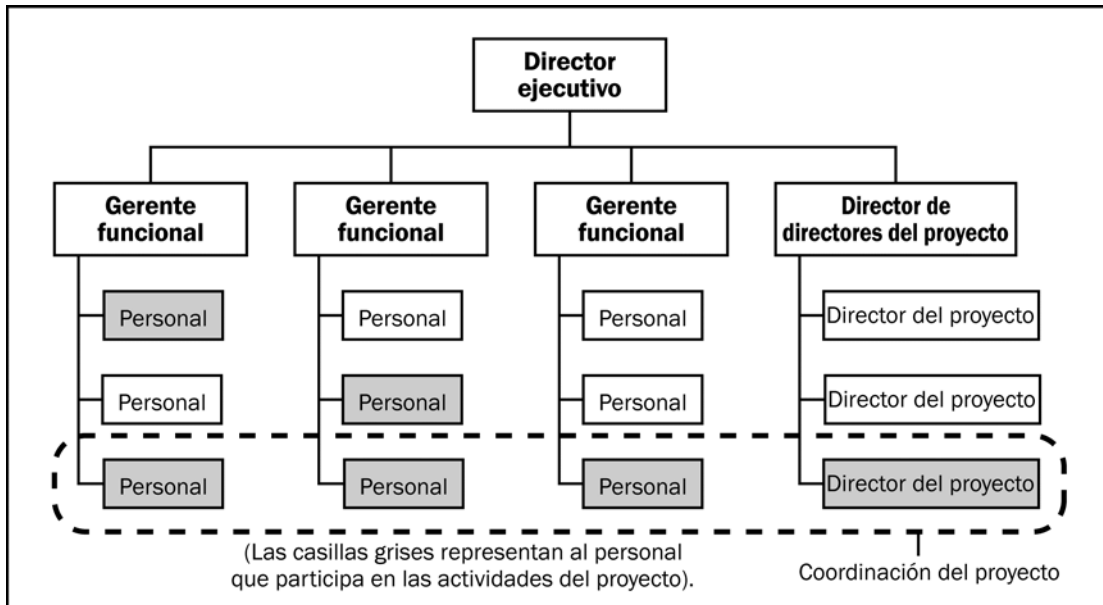 Director
ejecutivo
Gerente
funcional
Gerente
funcional
Gerente
funcional
Director de
directores del proyecto
Personal
Personal
Personal
Director del proyecto
Personal
Personal
Personal
Director del proyecto
Personal
Personal
Personal
Director del proyecto
(Las casillas grises representan al personal
que participa en las actividades del proyecto).
Coordinación del proyecto